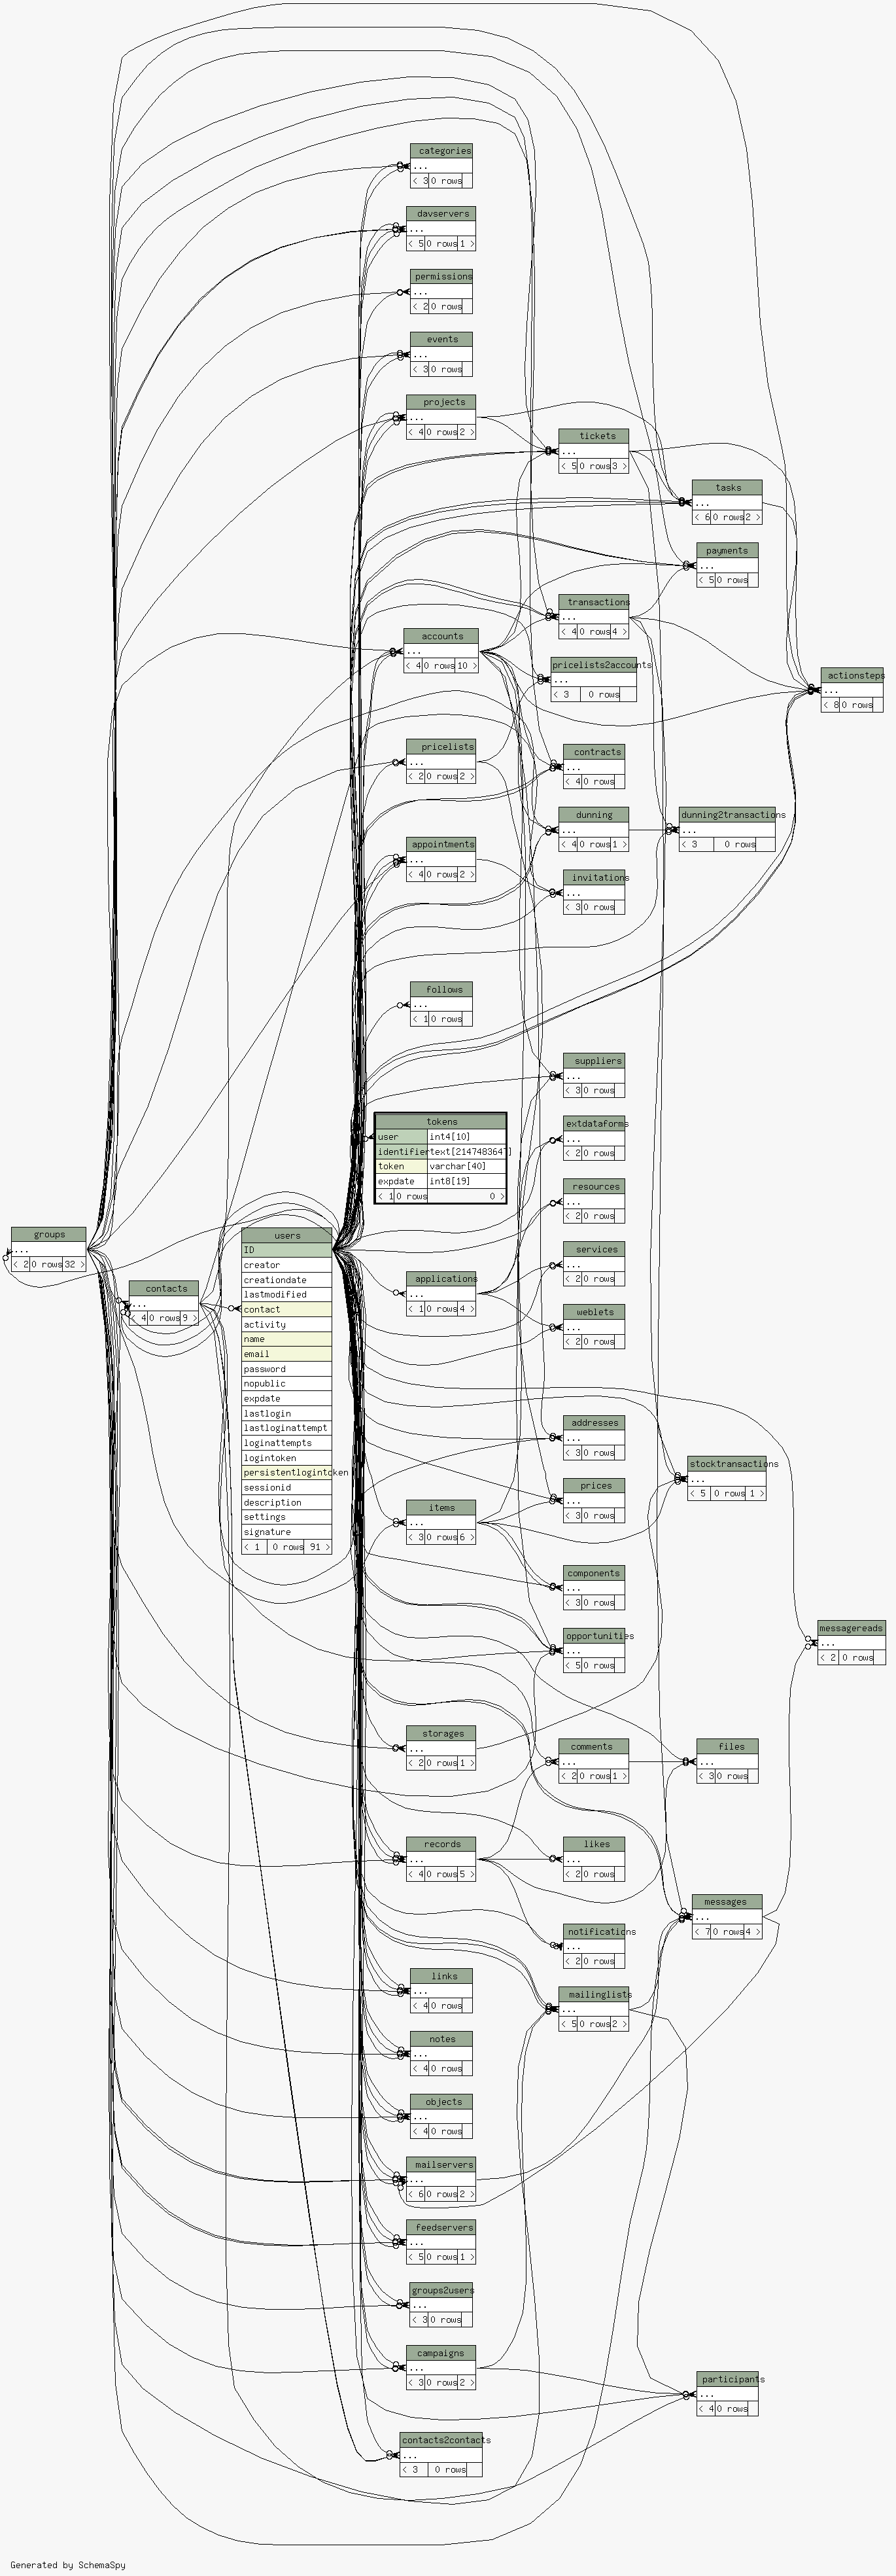 categories
...
< 3 0 rows
davservers
...
< 5 0 rows 1 >
permissions
...
< 2 0 rows
events
...
< 3 0 rows
projects
...
< 4 0 rows 2 >
tickets
...
< 5 0 rows 3 >
tasks
...
< 6 0 rows 2 >
payments
...
< 5 0 rows
transactions
...
< 4 0 rows 4 >
accounts
...
< 4 0 rows 10 >
pricelists2accounts
...
< 3 0 rows
actionsteps
...
< 8 0 rows
pricelists
...
< 2 0 rows 2 >
contracts
...
< 4 0 rows
dunning
...
< 4 0 rows 1 >
dunning2transactions
...
< 3 0 rows
appointments
...
< 4 0 rows 2 >
invitations
...
< 3 0 rows
follows
...
< 1 0 rows
suppliers
...
< 3 0 rows
tokens
user int4[10]
identifier text[2147483647]
token varchar[40]
expdate int8[19]
< 1 0 rows 0 >
extdataforms
...
< 2 0 rows
resources
...
< 2 0 rows
groups
...
< 2 0 rows 32 >
users
ID
creator
creationdate
lastmodified
contact
activity
name
email
password
nopublic
expdate
lastlogin
lastloginattempt
loginattempts
logintoken
persistentlogintoken
sessionid
description
settings
signature
< 1 0 rows 91 >
services
...
< 2 0 rows
contacts
...
< 4 0 rows 9 >
applications
...
< 1 0 rows 4 >
weblets
...
< 2 0 rows
addresses
...
< 3 0 rows
stocktransactions
...
< 5 0 rows 1 >
prices
...
< 3 0 rows
items
...
< 3 0 rows 6 >
components
...
< 3 0 rows
opportunities
...
< 5 0 rows
messagereads
...
< 2 0 rows
storages
...
< 2 0 rows 1 >
comments
...
< 2 0 rows 1 >
files
...
< 3 0 rows
records
...
< 4 0 rows 5 >
likes
...
< 2 0 rows
messages
...
< 7 0 rows 4 >
notifications
...
< 2 0 rows
links
...
< 4 0 rows
mailinglists
...
< 5 0 rows 2 >
notes
...
< 4 0 rows
objects
...
< 4 0 rows
mailservers
...
< 6 0 rows 2 >
feedservers
...
< 5 0 rows 1 >
groups2users
...
< 3 0 rows
campaigns
...
< 3 0 rows 2 >
participants
...
< 4 0 rows
contacts2contacts
...
< 3 0 rows
Generated by SchemaSpy